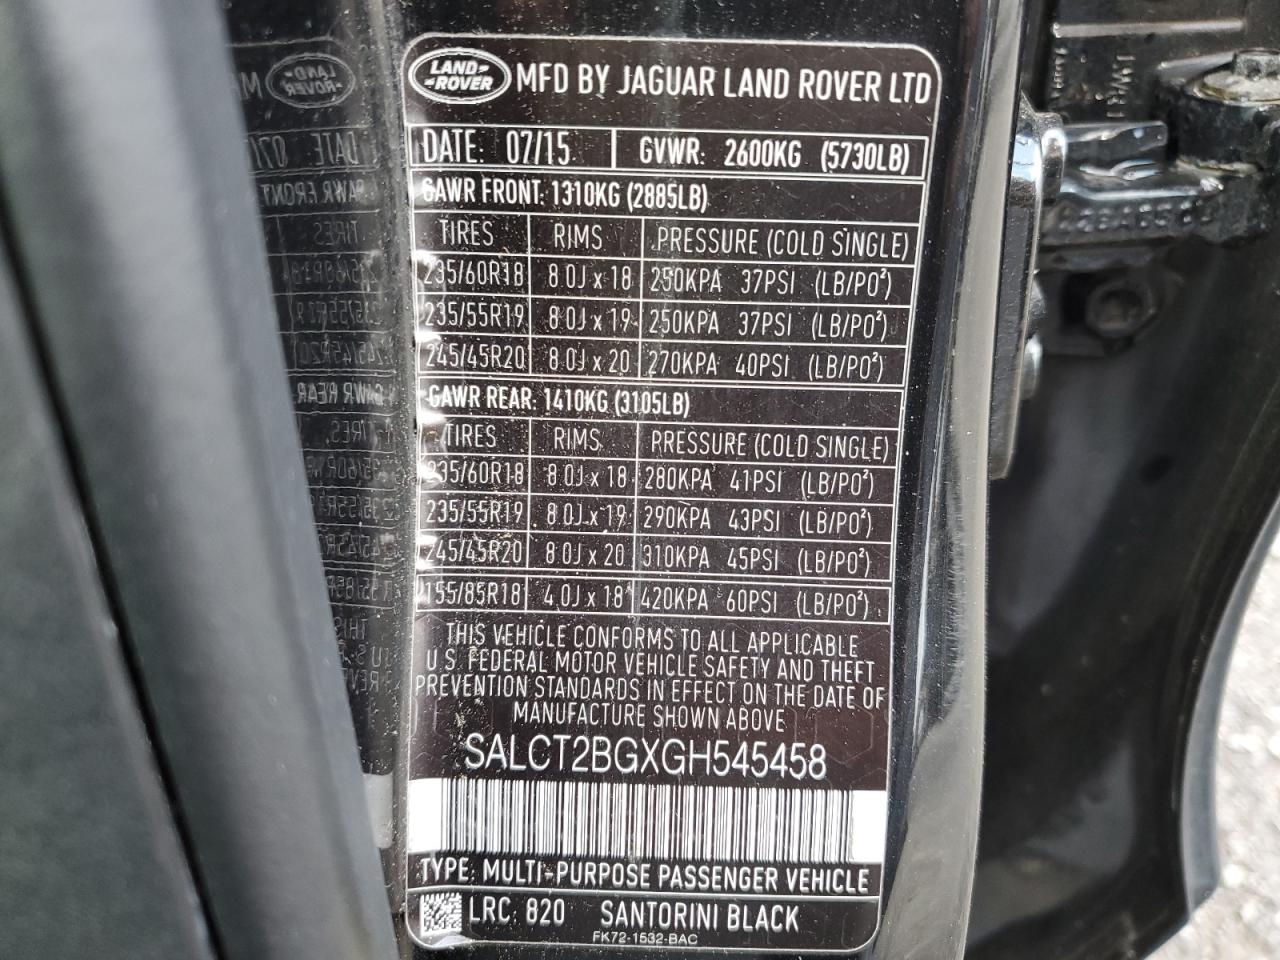 LAND-
-ROVER
MFD BY JAGUAR LAND ROVER LTD
DATE: 07/15 GVWR: 2600KG (5730LB)
GAWR FRONT: 1310KG (2885LB)
TIRES RIMS PRESSURE (COLD SINGLE)
235/60R18 8.0J x 18 250KPA 37PSI (LB/PO²)
235/55R19 8.0J x 19 250KPA 37PSI (LB/PO²)
245/45R20 8.0J x 20 270KPA 40PSI (LB/PO²)
GAWR REAR: 1410KG (3105LB)
TIRES RIMS PRESSURE (COLD SINGLE)
235/60R18 8.0J x 18 280KPA 41PSI (LB/PO²)
235/55R19 8.0J x 19 290KPA 43PSI (LB/PO²)
245/45R20 8.0J x 20 310KPA 45PSI (LB/PO²)
155/85R18 4.0J x 18 420KPA 60PSI (LB/PO²)
THIS VEHICLE CONFORMS TO ALL APPLICABLE
U.S. FEDERAL MOTOR VEHICLE SAFETY AND THEFT
PREVENTION STANDARDS IN EFFECT ON THE DATE OF
MANUFACTURE SHOWN ABOVE
SALCT2BGXGH545458
TYPE: MULTI-PURPOSE PASSENGER VEHICLE
LRC: 820 SANTORINI BLACK
FK72-1532-BAC